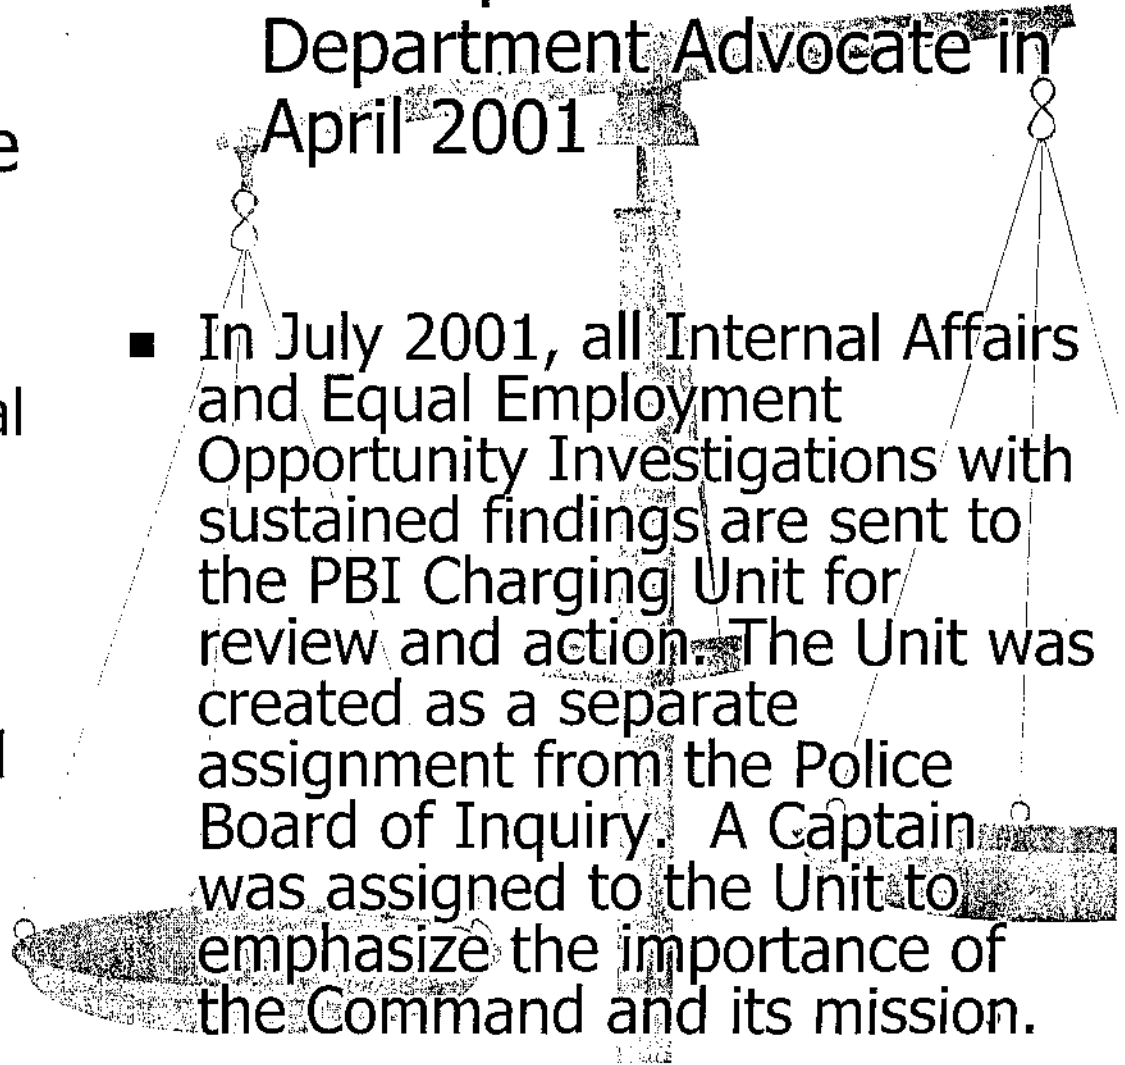 Department Advocate in
April 2001
■ In July 2001, all Internal Affairs
and Equal Employment
Opportunity Investigations with
sustained findings are sent to
the PBI Charging Unit for
review and action. The Unit was
created as a separate
assignment from the Police
Board of Inquiry. A Captain
was assigned to the Unit to
emphasize the importance of
the Command and its mission.